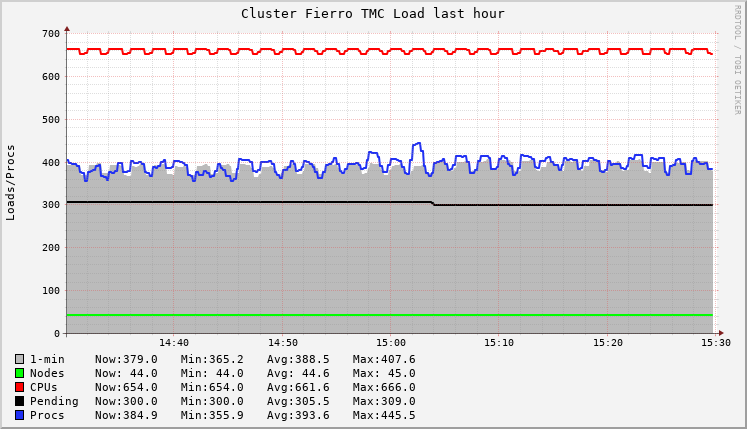 Cluster Fierro TMC Load last hour
RRDTOOL / TOBI OETIKER
Loads/Procs
700
600
500
400
300
200
100
0
14:40 14:50 15:00 15:10 15:20 15:30
1-min Now:379.0 Min:365.2 Avg:388.5 Max:407.6
Nodes Now: 44.0 Min: 44.0 Avg: 44.6 Max: 45.0
CPUs Now:654.0 Min:654.0 Avg:661.6 Max:666.0
Pending Now:300.0 Min:300.0 Avg:305.5 Max:309.0
Procs Now:384.9 Min:355.9 Avg:393.6 Max:445.5